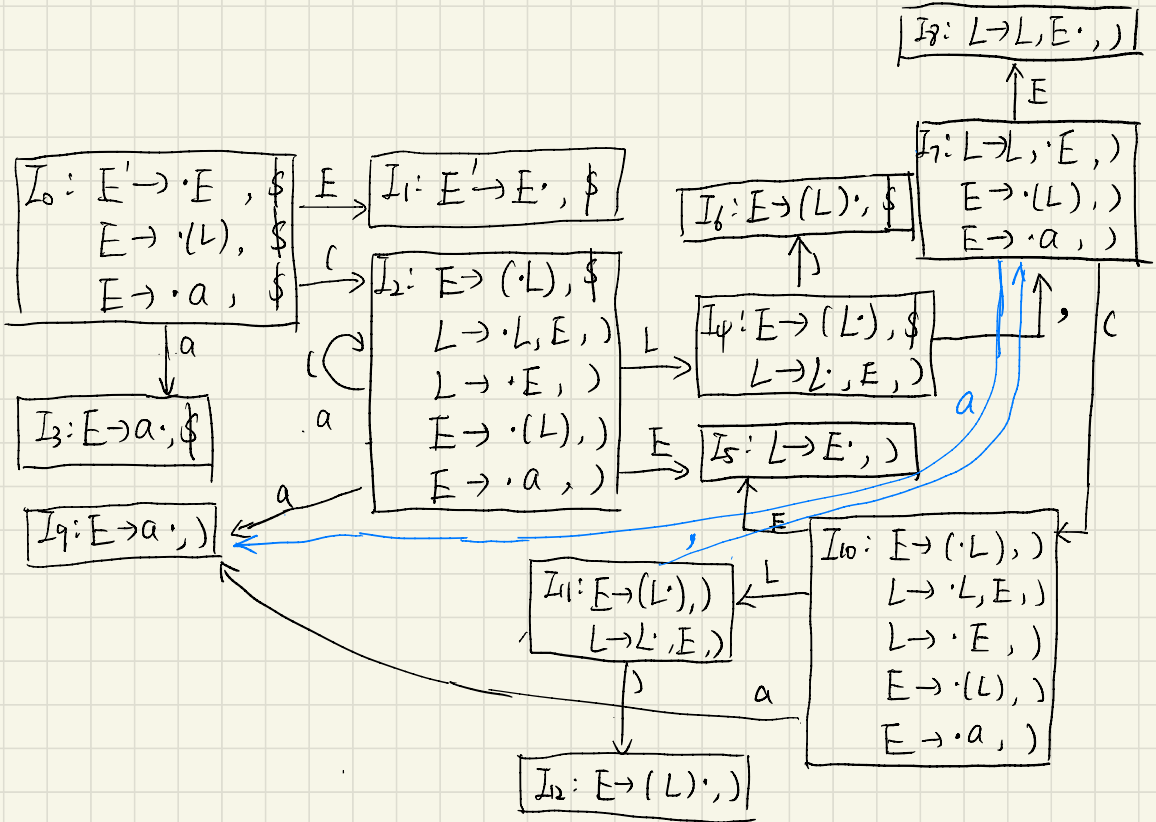 I8: L→L,E·, )
E
I7: L→L,·E, )
E→·(L), )
E→·a, )
I0: E'→·E, $
E→·(L), $
E→·a, $
E
(
I1: E'→E·, $
I6: E→(L)·, $
)
I2: E→(·L), $
L→·L,E, )
L→·E, )
E→·(L), )
E→·a, )
(
a
L
E
I4: E→(L·), $
L→L·,E, )
,
(
a
a
I3: E→a·, $
I5: L→E·, )
a
I9: E→a·, )
E
,
I10: E→(·L), )
L→·L,E, )
L→·E, )
E→·(L), )
E→·a, )
L
I11: E→(L·), )
L→L·,E, )
)
a
I12: E→(L)·, )